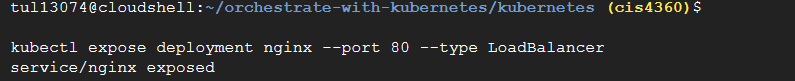 tul13074@cloudshell:~/orchestrate-with-kubernetes/kubernetes (cis4360)$
kubectl expose deployment nginx --port 80 --type LoadBalancer
service/nginx exposed